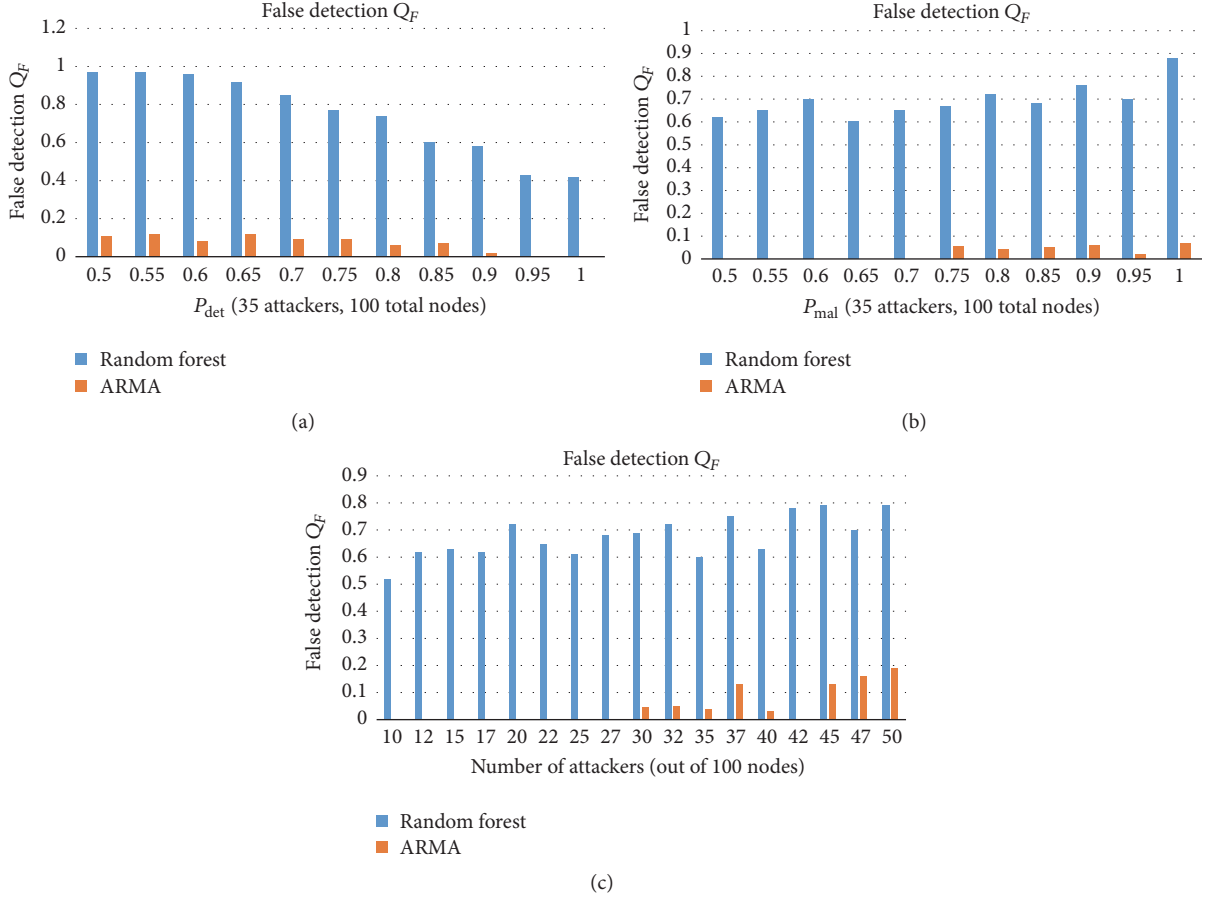 False detection Q_F
1.2
1
0.8
0.6
0.4
0.2
0
False detection Q_F
0.5 0.55 0.6 0.65 0.7 0.75 0.8 0.85 0.9 0.95 1
P_det (35 attackers, 100 total nodes)
Random forest
ARMA
(a)
False detection Q_F
1
0.9
0.8
0.7
0.6
0.5
0.4
0.3
0.2
0.1
0
False detection Q_F
0.5 0.55 0.6 0.65 0.7 0.75 0.8 0.85 0.9 0.95 1
P_mal (35 attackers, 100 total nodes)
Random forest
ARMA
(b)
False detection Q_F
0.9
0.8
0.7
0.6
0.5
0.4
0.3
0.2
0.1
0
False detection Q_F
10 12 15 17 20 22 25 27 30 32 35 37 40 42 45 47 50
Number of attackers (out of 100 nodes)
Random forest
ARMA
(c)